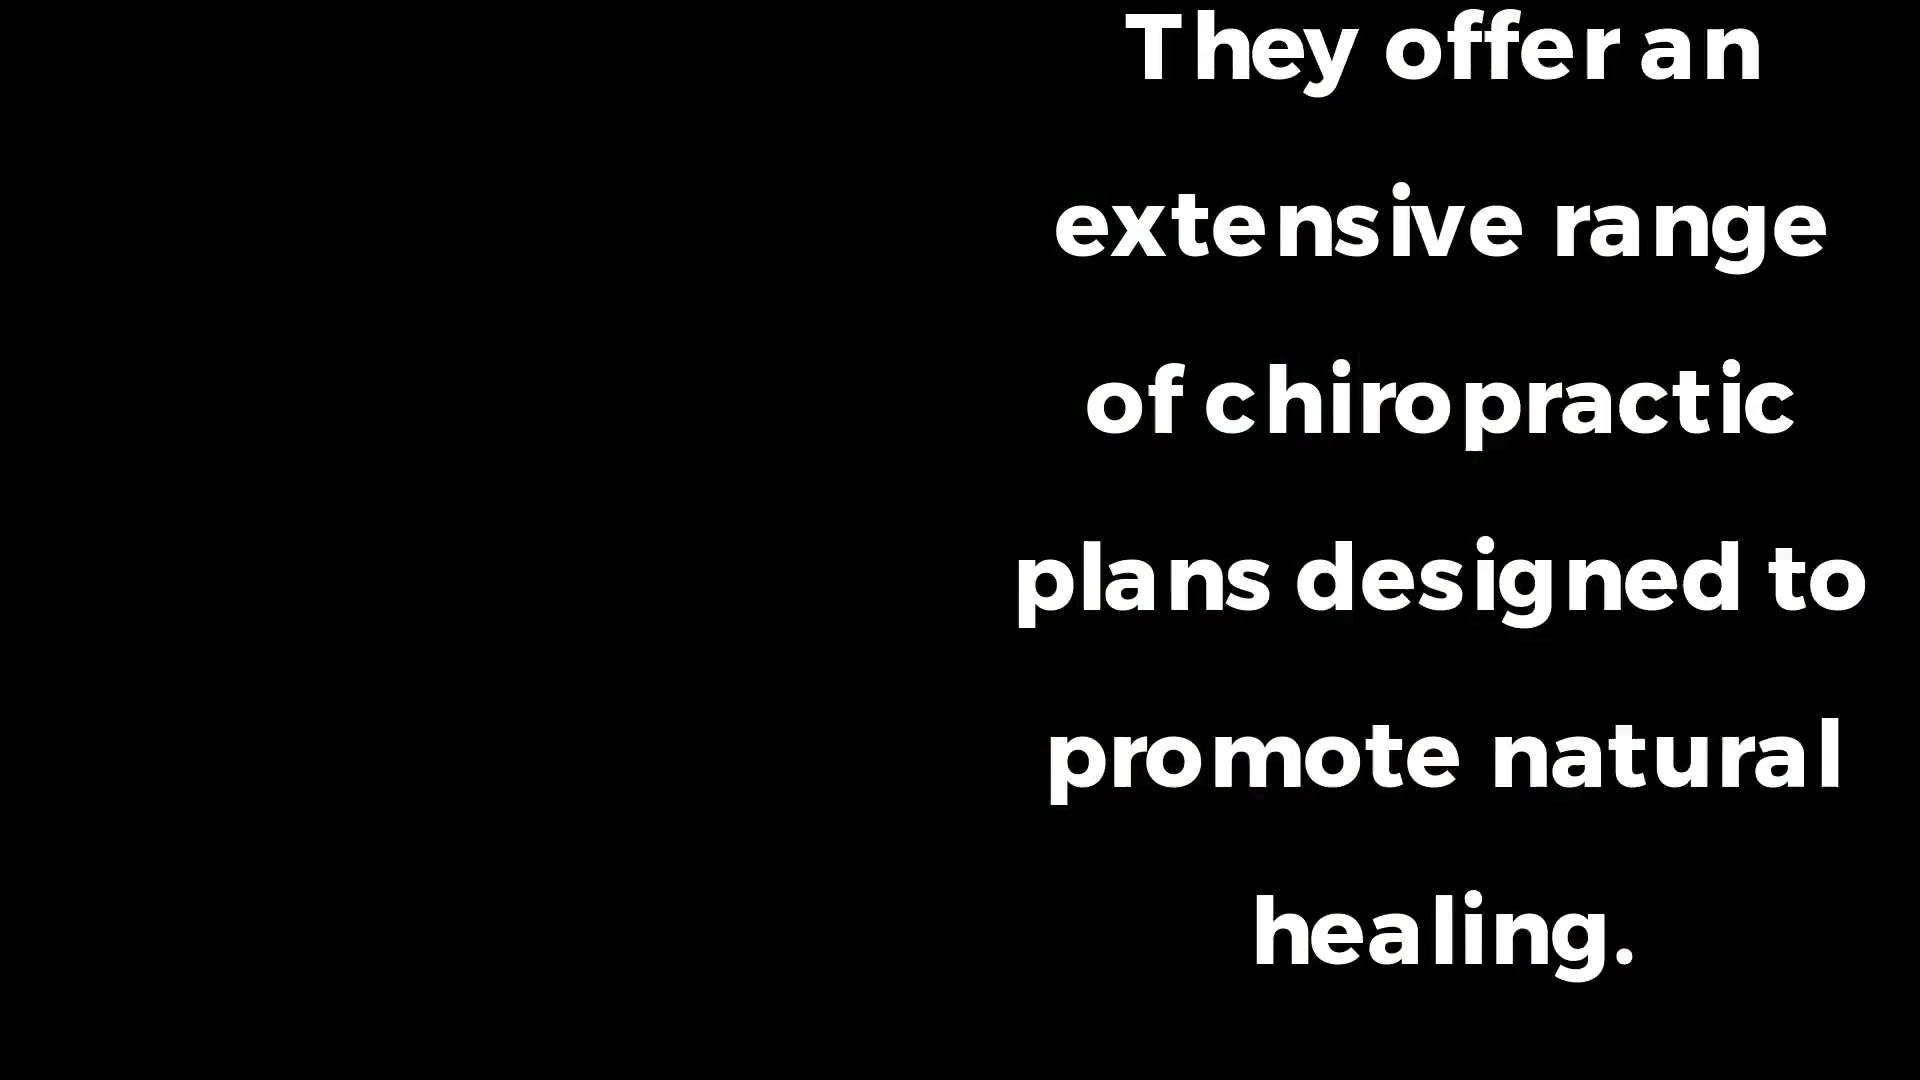 They offer an
extensive range
of chiropractic
plans designed to
promote natural
healing.